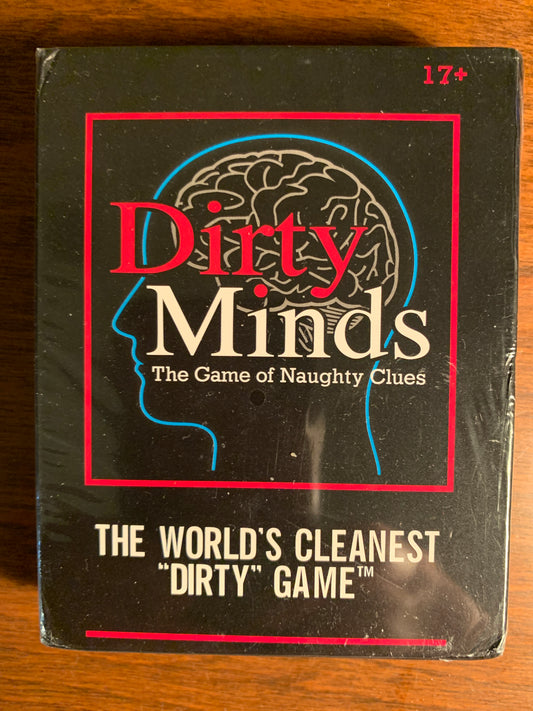 17+
Dirty
Minds
The Game of Naughty Clues
THE WORLD'S CLEANEST
"DIRTY" GAME™